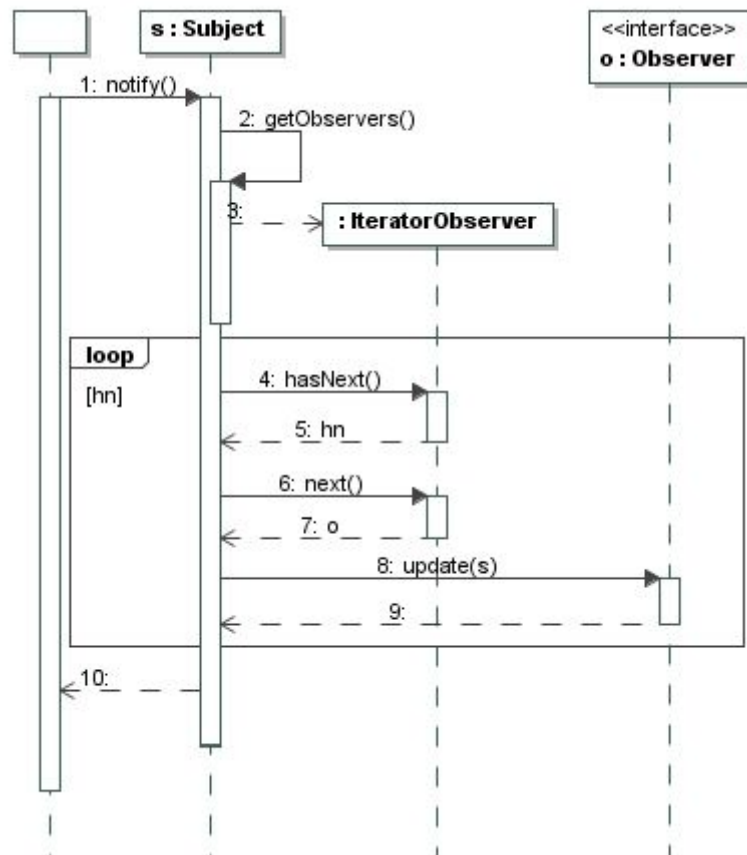 s : Subject
<<interface>>
o : Observer
1: notify()
2: getObservers()
3:
: IteratorObserver
loop
[hn]
4: hasNext()
5: hn
6: next()
7: o
8: update(s)
9:
10: